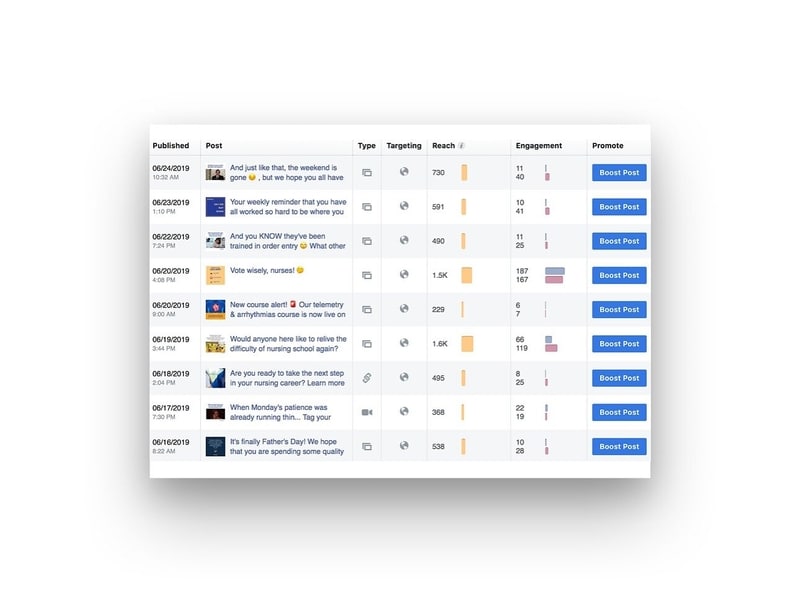 Published Post Type Targeting Reach Engagement Promote
06/24/2019 And just like that, the weekend is 730 11 Boost Post
10:32 AM gone 😔 , but we hope you all have 40
06/23/2019 Your weekly reminder that you have 591 10 Boost Post
1:10 PM all worked so hard to be where you 41
06/22/2019 And you KNOW they've been 490 11 Boost Post
7:24 PM trained in order entry 😏 What other 25
06/20/2019 Vote wisely, nurses! 😊 1.5K 187 Boost Post
4:08 PM 167
06/20/2019 New course alert! 🚨 Our telemetry 229 6 Boost Post
9:00 AM & arrhythmias course is now live on 7
06/19/2019 Would anyone here like to relive the 1.6K 66 Boost Post
3:44 PM difficulty of nursing school again? 119
06/18/2019 Are you ready to take the next step 495 8 Boost Post
2:04 PM in your nursing career? Learn more 25
06/17/2019 When Monday's patience was 368 22 Boost Post
7:30 PM already running thin... Tag your 19
06/16/2019 It's finally Father's Day! We hope 538 10 Boost Post
8:22 AM that you are spending some quality 28